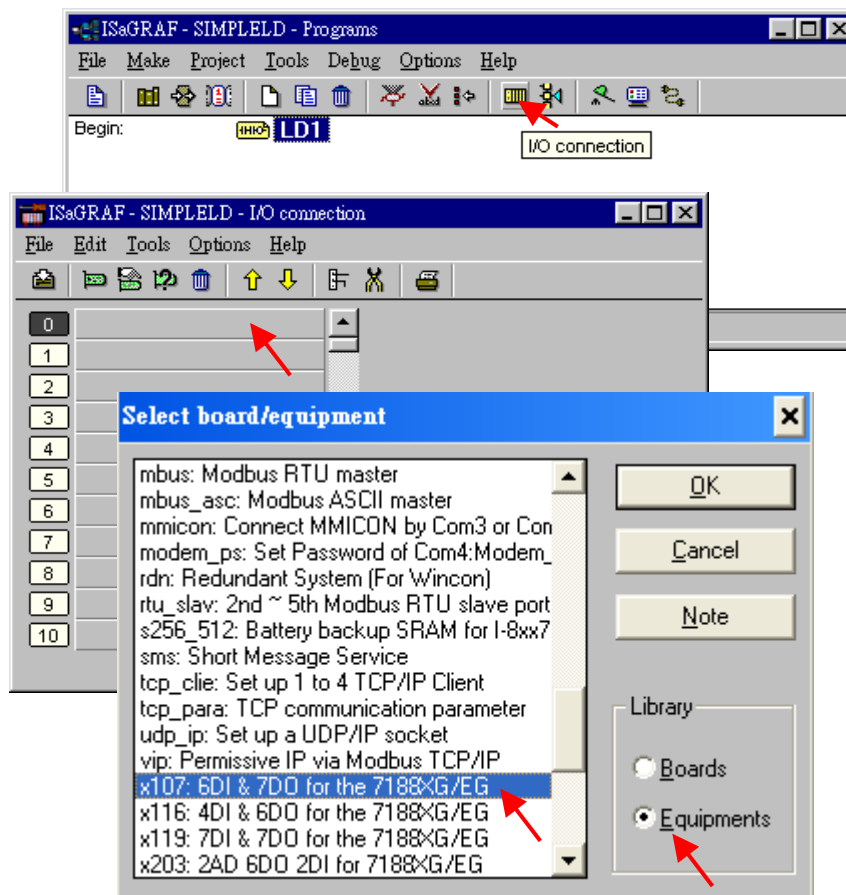 ISaGRAF - SIMPLELD - Programs
File Make Project Tools Debug Options Help
Begin:
LD1
I/O connection
ISaGRAF - SIMPLELD - I/O connection
File Edit Tools Options Help
0
1
2
3
4
5
6
7
8
9
10
Select board/equipment
mbus: Modbus RTU master
mbus_asc: Modbus ASCII master
mmicon: Connect MMICON by Com3 or Con
modem_ps: Set Password of Com4:Modem_
rdn: Redundant System (For Wincon)
rtu_slav: 2nd ~ 5th Modbus RTU slave port
s256_512: Battery backup SRAM for I-8xx7
sms: Short Message Service
tcp_clie: Set up 1 to 4 TCP/IP Client
tcp_para: TCP communication parameter
udp_ip: Set up a UDP/IP socket
vip: Permissive IP via Modbus TCP/IP
x107: 6DI & 7DO for the 7188XG/EG
x116: 4DI & 6DO for the 7188XG/EG
x119: 7DI & 7DO for the 7188XG/EG
x203: 2AD 6DO 2DI for 7188XG/EG
OK
Cancel
Note
Library
Boards
Equipments